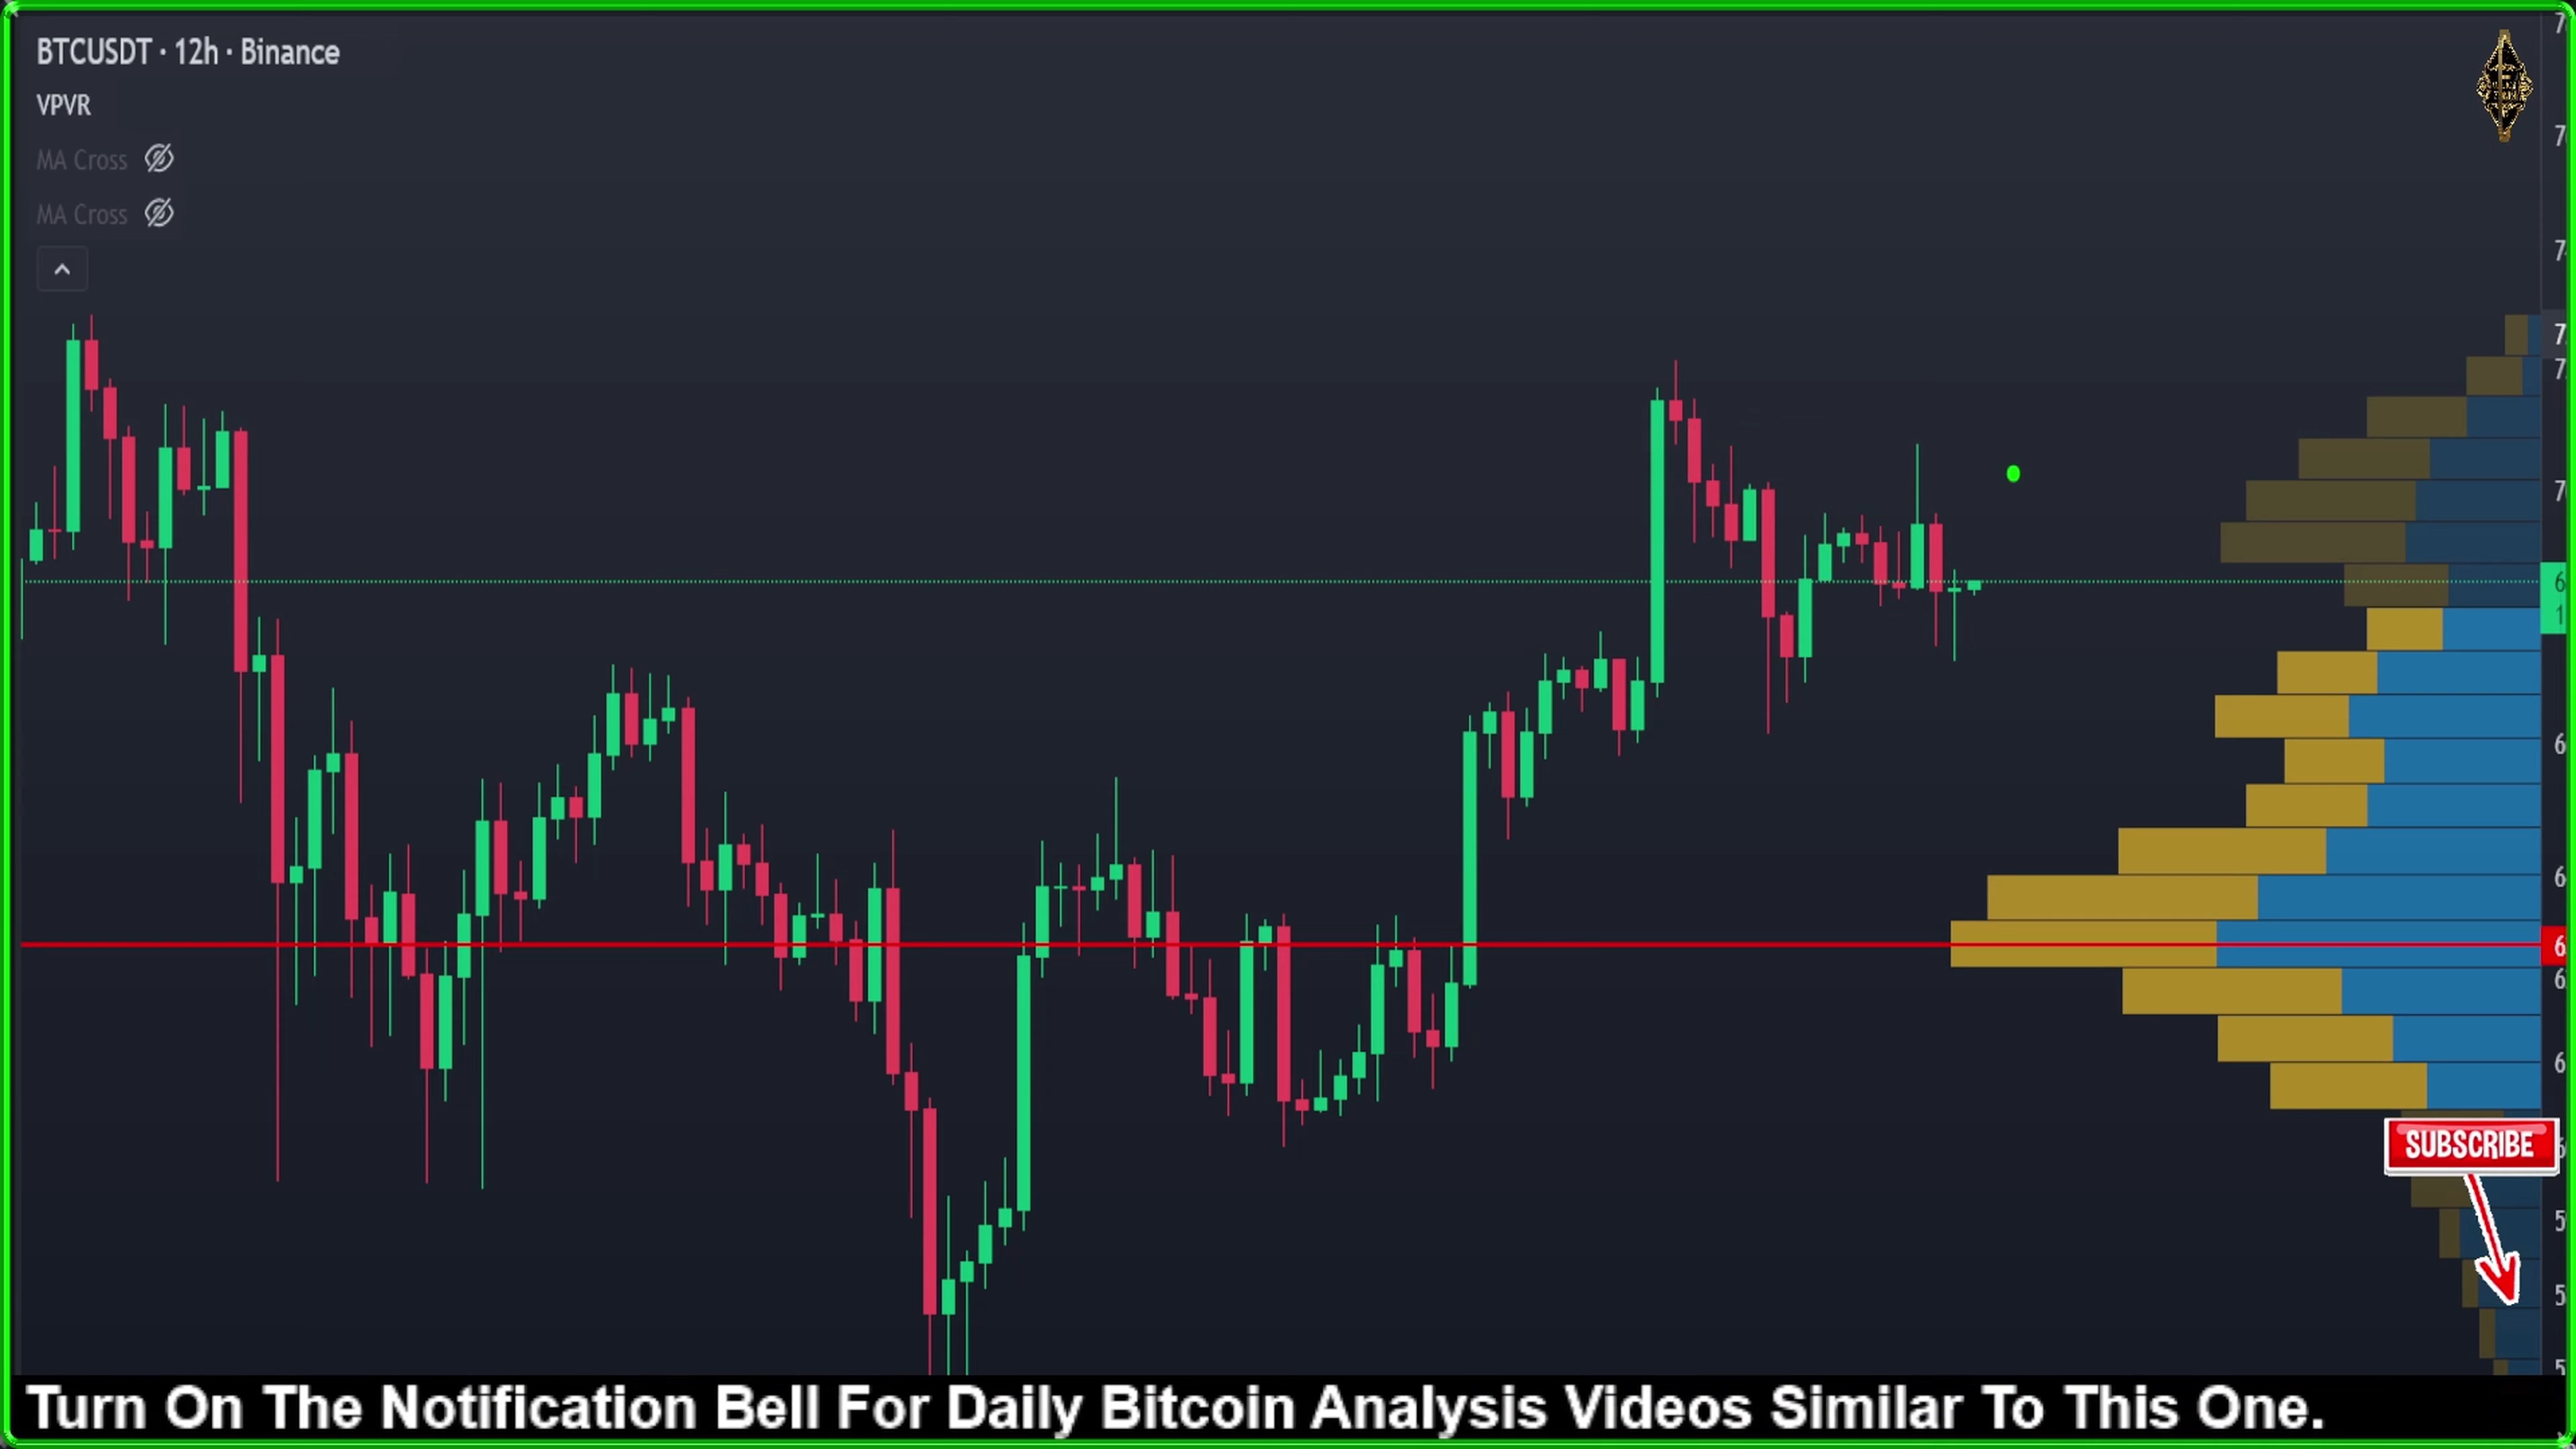 BTCUSDT · 12h · Binance
VPVR
MA Cross
MA Cross
SUBSCRIBE
Turn On The Notification Bell For Daily Bitcoin Analysis Videos Similar To This One.